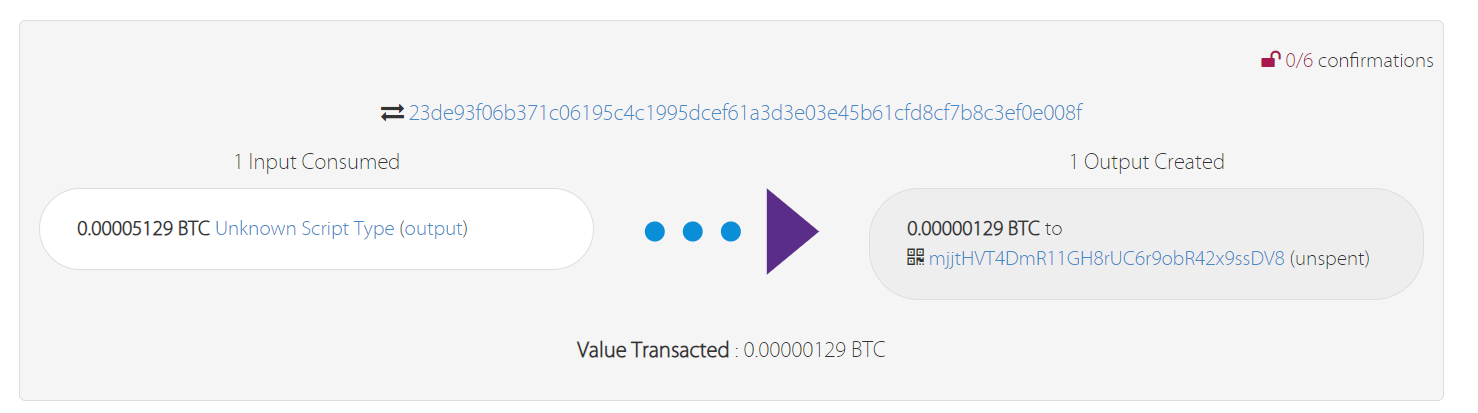 0/6 confirmations
23de93f06b371c06195c4c1995dcef61a3d3e03e45b61cfd8cf7b8c3ef0e008f
1 Input Consumed
1 Output Created
0.00005129 BTC Unknown Script Type (output)
0.00000129 BTC to
mjjtHVT4DmR11GH8rUC6r9obR42x9ssDV8 (unspent)
Value Transacted : 0.00000129 BTC